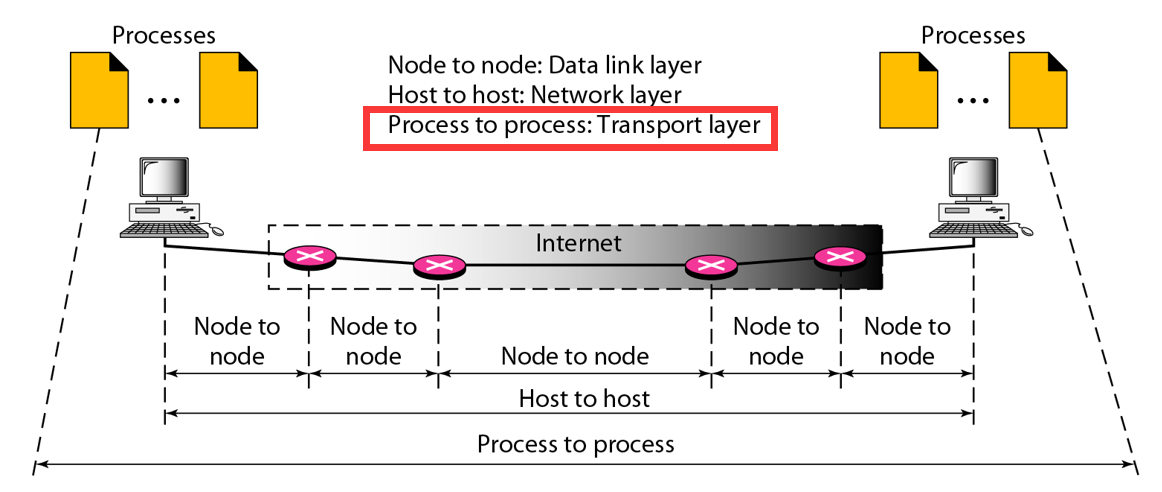 Processes
Processes
Node to node: Data link layer
Host to host: Network layer
Process to process: Transport layer
Internet
Node to
node
Node to
node
Node to node
Node to
node
Node to
node
Host to host
Process to process